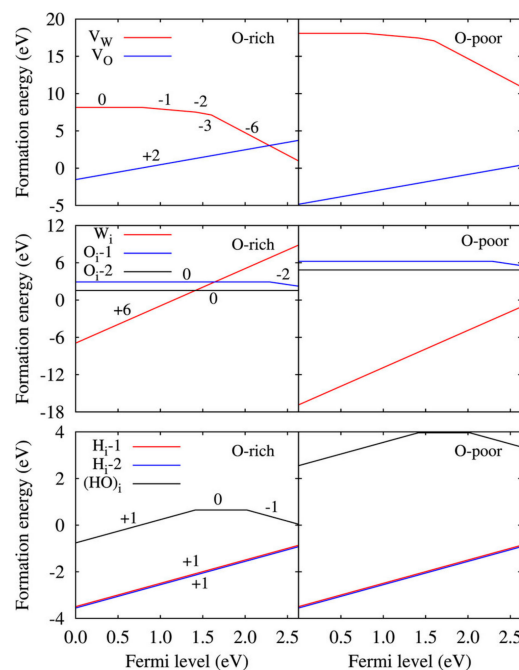 Formation energy (eV)
20
15
10
5
0
-5
V_W
V_O
O-rich
O-poor
0
-1
-2
-3
-6
+2
Formation energy (eV)
12
6
0
-6
-12
-18
W_i
O_i-1
O_i-2
O-rich
O-poor
0
-2
0
+6
Formation energy (eV)
4
2
0
-2
-4
H_i-1
H_i-2
(HO)_i
O-rich
O-poor
+1
0
-1
+1
+1
0.0 0.5 1.0 1.5 2.0 2.5 0.5 1.0 1.5 2.0 2.5
Fermi level (eV) Fermi level (eV)